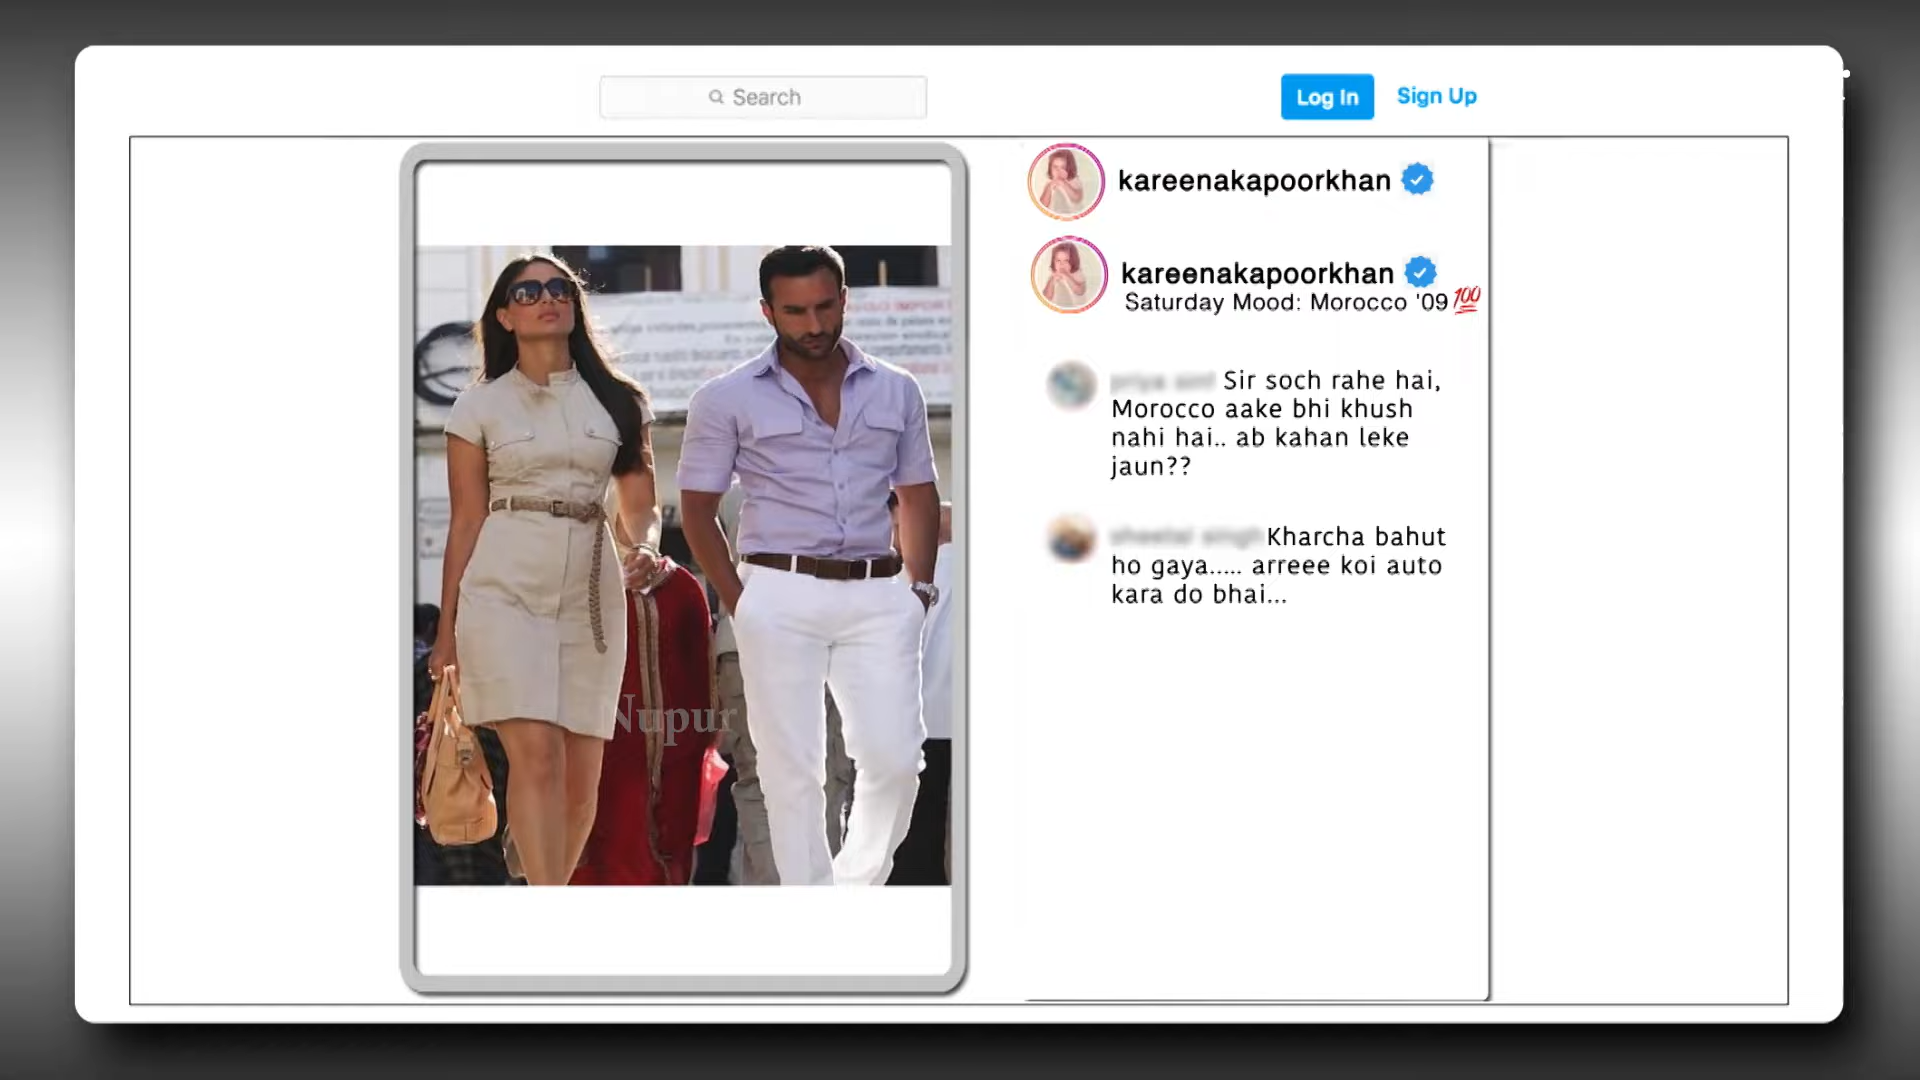 Search
Log In
Sign Up
kareenakapoorkhan
kareenakapoorkhan
Saturday Mood: Morocco '09 💯
Sir soch rahe hai,
Morocco aake bhi khush
nahi hai.. ab kahan leke
jaun??
Kharcha bahut
ho gaya..... arreee koi auto
kara do bhai...
Nupur